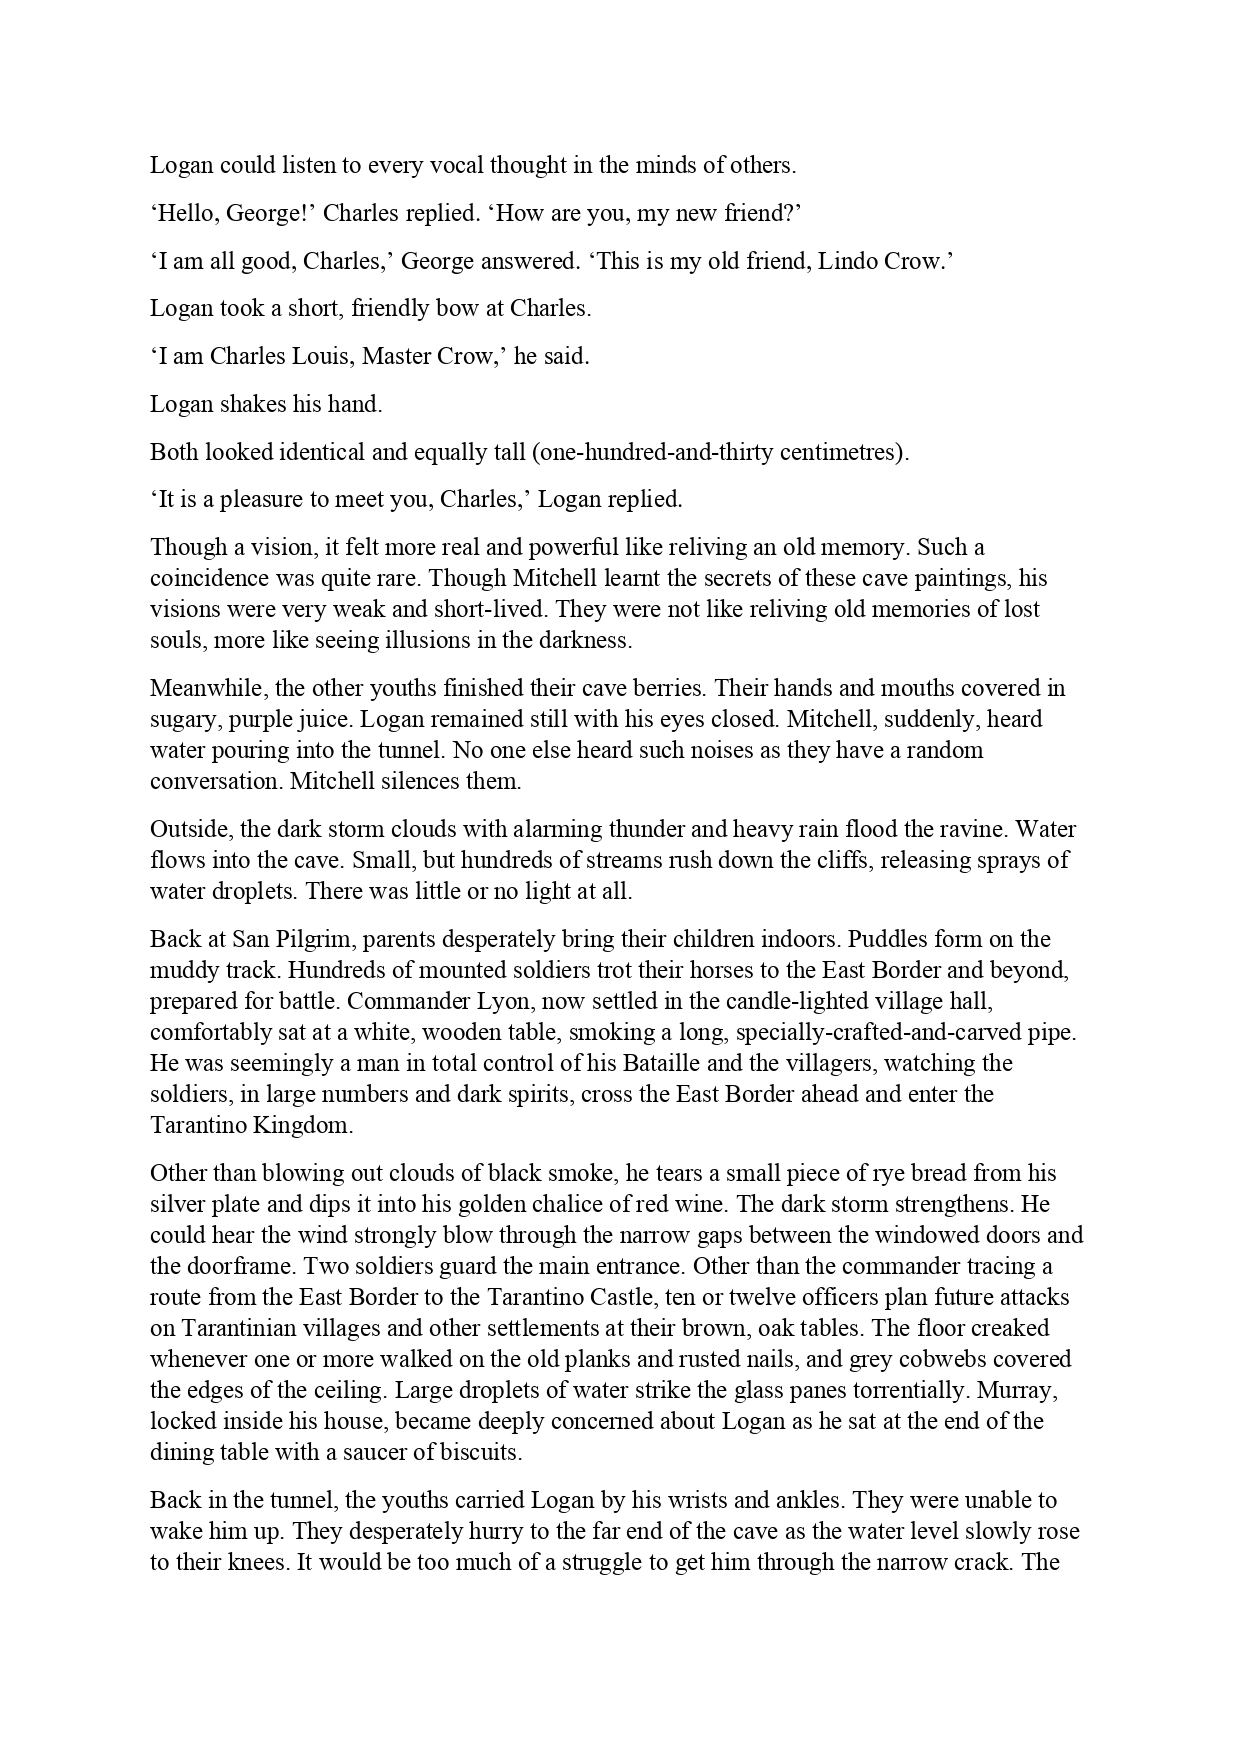 Logan could listen to every vocal thought in the minds of others.
‘Hello, George!’ Charles replied. ‘How are you, my new friend?’
‘I am all good, Charles,’ George answered. ‘This is my old friend, Lindo Crow.’
Logan took a short, friendly bow at Charles.
‘I am Charles Louis, Master Crow,’ he said.
Logan shakes his hand.
Both looked identical and equally tall (one-hundred-and-thirty centimetres).
‘It is a pleasure to meet you, Charles,’ Logan replied.
Though a vision, it felt more real and powerful like reliving an old memory. Such a
coincidence was quite rare. Though Mitchell learnt the secrets of these cave paintings, his
visions were very weak and short-lived. They were not like reliving old memories of lost
souls, more like seeing illusions in the darkness.
Meanwhile, the other youths finished their cave berries. Their hands and mouths covered in
sugary, purple juice. Logan remained still with his eyes closed. Mitchell, suddenly, heard
water pouring into the tunnel. No one else heard such noises as they have a random
conversation. Mitchell silences them.
Outside, the dark storm clouds with alarming thunder and heavy rain flood the ravine. Water
flows into the cave. Small, but hundreds of streams rush down the cliffs, releasing sprays of
water droplets. There was little or no light at all.
Back at San Pilgrim, parents desperately bring their children indoors. Puddles form on the
muddy track. Hundreds of mounted soldiers trot their horses to the East Border and beyond,
prepared for battle. Commander Lyon, now settled in the candle-lighted village hall,
comfortably sat at a white, wooden table, smoking a long, specially-crafted-and-carved pipe.
He was seemingly a man in total control of his Bataille and the villagers, watching the
soldiers, in large numbers and dark spirits, cross the East Border ahead and enter the
Tarantino Kingdom.
Other than blowing out clouds of black smoke, he tears a small piece of rye bread from his
silver plate and dips it into his golden chalice of red wine. The dark storm strengthens. He
could hear the wind strongly blow through the narrow gaps between the windowed doors and
the doorframe. Two soldiers guard the main entrance. Other than the commander tracing a
route from the East Border to the Tarantino Castle, ten or twelve officers plan future attacks
on Tarantinian villages and other settlements at their brown, oak tables. The floor creaked
whenever one or more walked on the old planks and rusted nails, and grey cobwebs covered
the edges of the ceiling. Large droplets of water strike the glass panes torrentially. Murray,
locked inside his house, became deeply concerned about Logan as he sat at the end of the
dining table with a saucer of biscuits.
Back in the tunnel, the youths carried Logan by his wrists and ankles. They were unable to
wake him up. They desperately hurry to the far end of the cave as the water level slowly rose
to their knees. It would be too much of a struggle to get him through the narrow crack. The